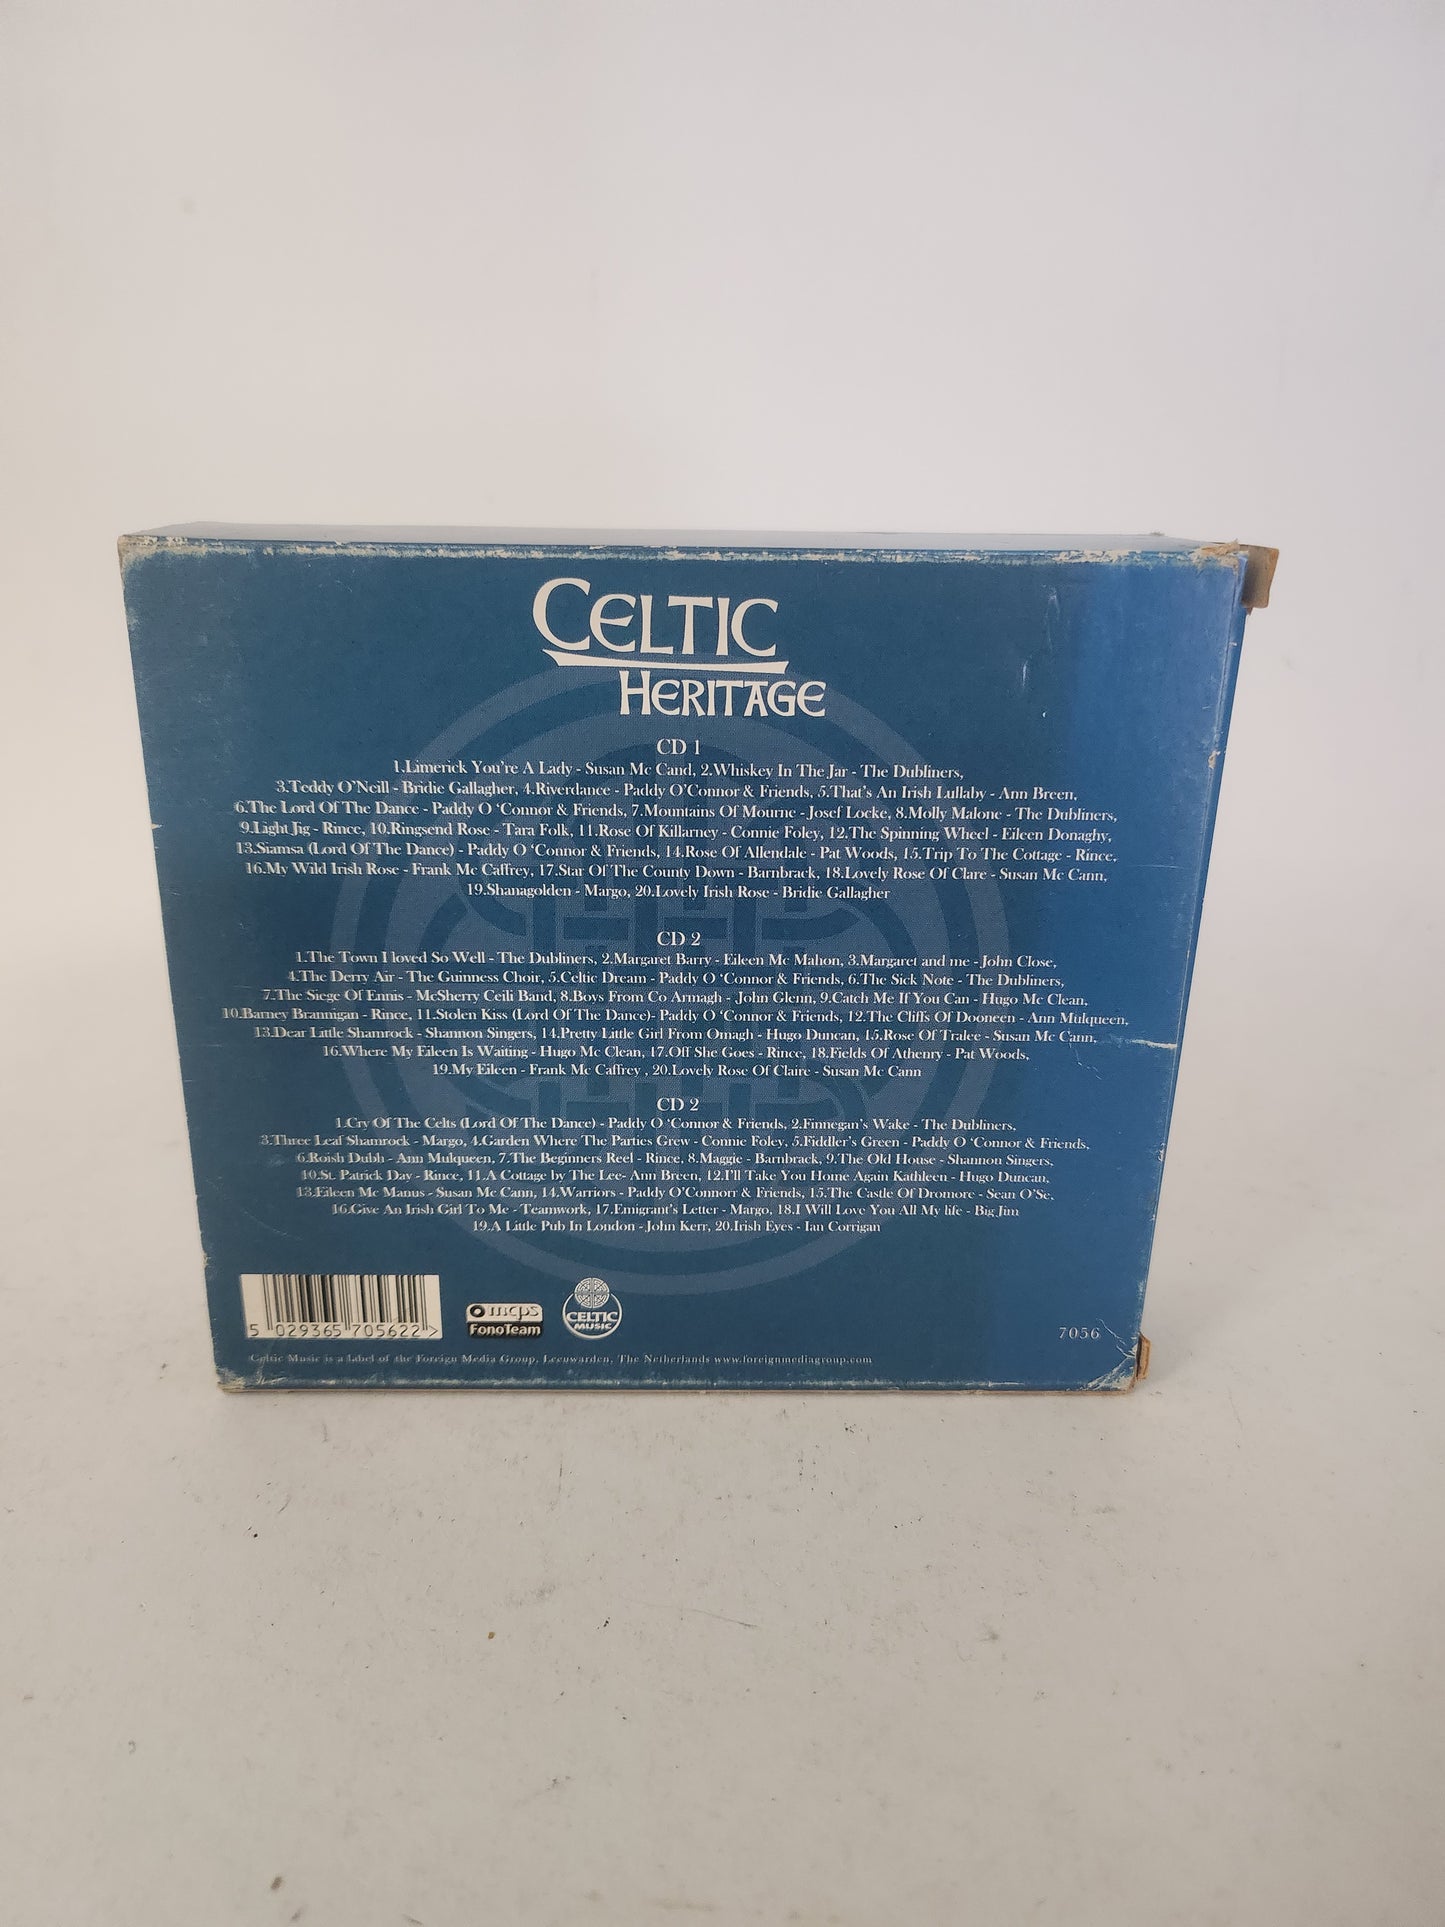 CELTIC
HERITAGE
CD 1
1.Limerick You're A Lady - Susan Mc Cand, 2.Whiskey In The Jar - The Dubliners,
3.Teddy O'Neill - Bridie Gallagher, 4.Riverdance - Paddy O'Connor & Friends, 5.That's An Irish Lullaby - Ann Breen,
6.The Lord Of The Dance - Paddy O 'Connor & Friends, 7.Mountains Of Mourne - Josef Locke, 8.Molly Malone - The Dubliners,
9.Light Jig - Rince, 10.Ringsend Rose - Tara Folk, 11.Rose Of Killarney - Connie Foley, 12.The Spinning Wheel - Eileen Donaghy,
13.Siamsa (Lord Of The Dance) - Paddy O 'Connor & Friends, 14.Rose Of Allendale - Pat Woods, 15.Trip To The Cottage - Rince,
16.My Wild Irish Rose - Frank Mc Caffrey, 17.Star Of The County Down - Barnbrack, 18.Lovely Rose Of Clare - Susan Mc Cann,
19.Shanagolden - Margo, 20.Lovely Irish Rose - Bridie Gallagher
CD 2
1.The Town I loved So Well - The Dubliners, 2.Margaret Barry - Eileen Mc Mahon, 3.Margaret and me - John Close,
4.The Derry Air - The Guinness Choir, 5.Celtic Dream - Paddy O 'Connor & Friends, 6.The Sick Note - The Dubliners,
7.The Siege Of Ennis - McSherry Ceili Band, 8.Boys From Co Armagh - John Glenn, 9.Catch Me If You Can - Hugo Mc Clean,
10.Barney Brannigan - Rince, 11.Stolen Kiss (Lord Of The Dance)- Paddy O 'Connor & Friends, 12.The Cliffs Of Dooneen - Ann Mulqueen,
13.Dear Little Shamrock - Shannon Singers, 14.Pretty Little Girl From Omagh - Hugo Duncan, 15.Rose Of Tralee - Susan Mc Cann,
16.Where My Eileen Is Waiting - Hugo Mc Clean, 17.Off She Goes - Rince, 18.Fields Of Athenry - Pat Woods,
19.My Eileen - Frank Mc Caffrey , 20.Lovely Rose Of Claire - Susan Mc Cann
CD 2
1.Cry Of The Celts (Lord Of The Dance) - Paddy O 'Connor & Friends, 2.Finnegan's Wake - The Dubliners,
3.Three Leaf Shamrock - Margo, 4.Garden Where The Parties Grew - Connie Foley, 5.Fiddler's Green - Paddy O 'Connor & Friends,
6.Roish Dubh - Ann Mulqueen, 7.The Beginners Reel - Rince, 8.Maggie - Barnbrack, 9.The Old House - Shannon Singers,
10.St. Patrick Day - Rince, 11.A Cottage by The Lee- Ann Breen, 12.I'll Take You Home Again Kathleen - Hugo Duncan,
13.Eileen Mc Manus - Susan Mc Cann, 14.Warriors - Paddy O'Connorr & Friends, 15.The Castle Of Dromore - Sean O'Se,
16.Give An Irish Girl To Me - Teamwork, 17.Emigrant's Letter - Margo, 18.I Will Love You All My life - Big Jim
19.A Little Pub In London - John Kerr, 20.Irish Eyes - Ian Corrigan
5 029365 705622 >
mcps
FonoTeam
CELTIC
MUSIC
7056
Celtic Music is a Label of the Foreign Media Group, Leeuwarden, The Netherlands www.foreignmediagroup.com